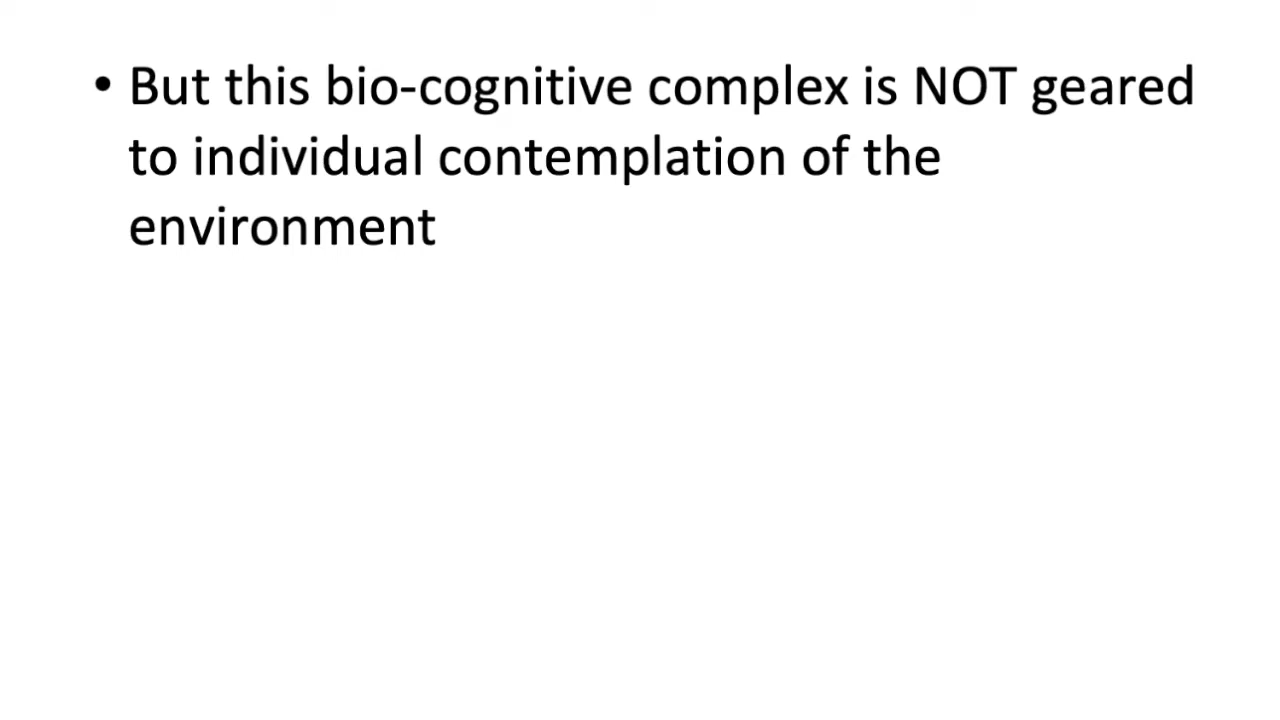 • But this bio-cognitive complex is NOT geared
to individual contemplation of the
environment